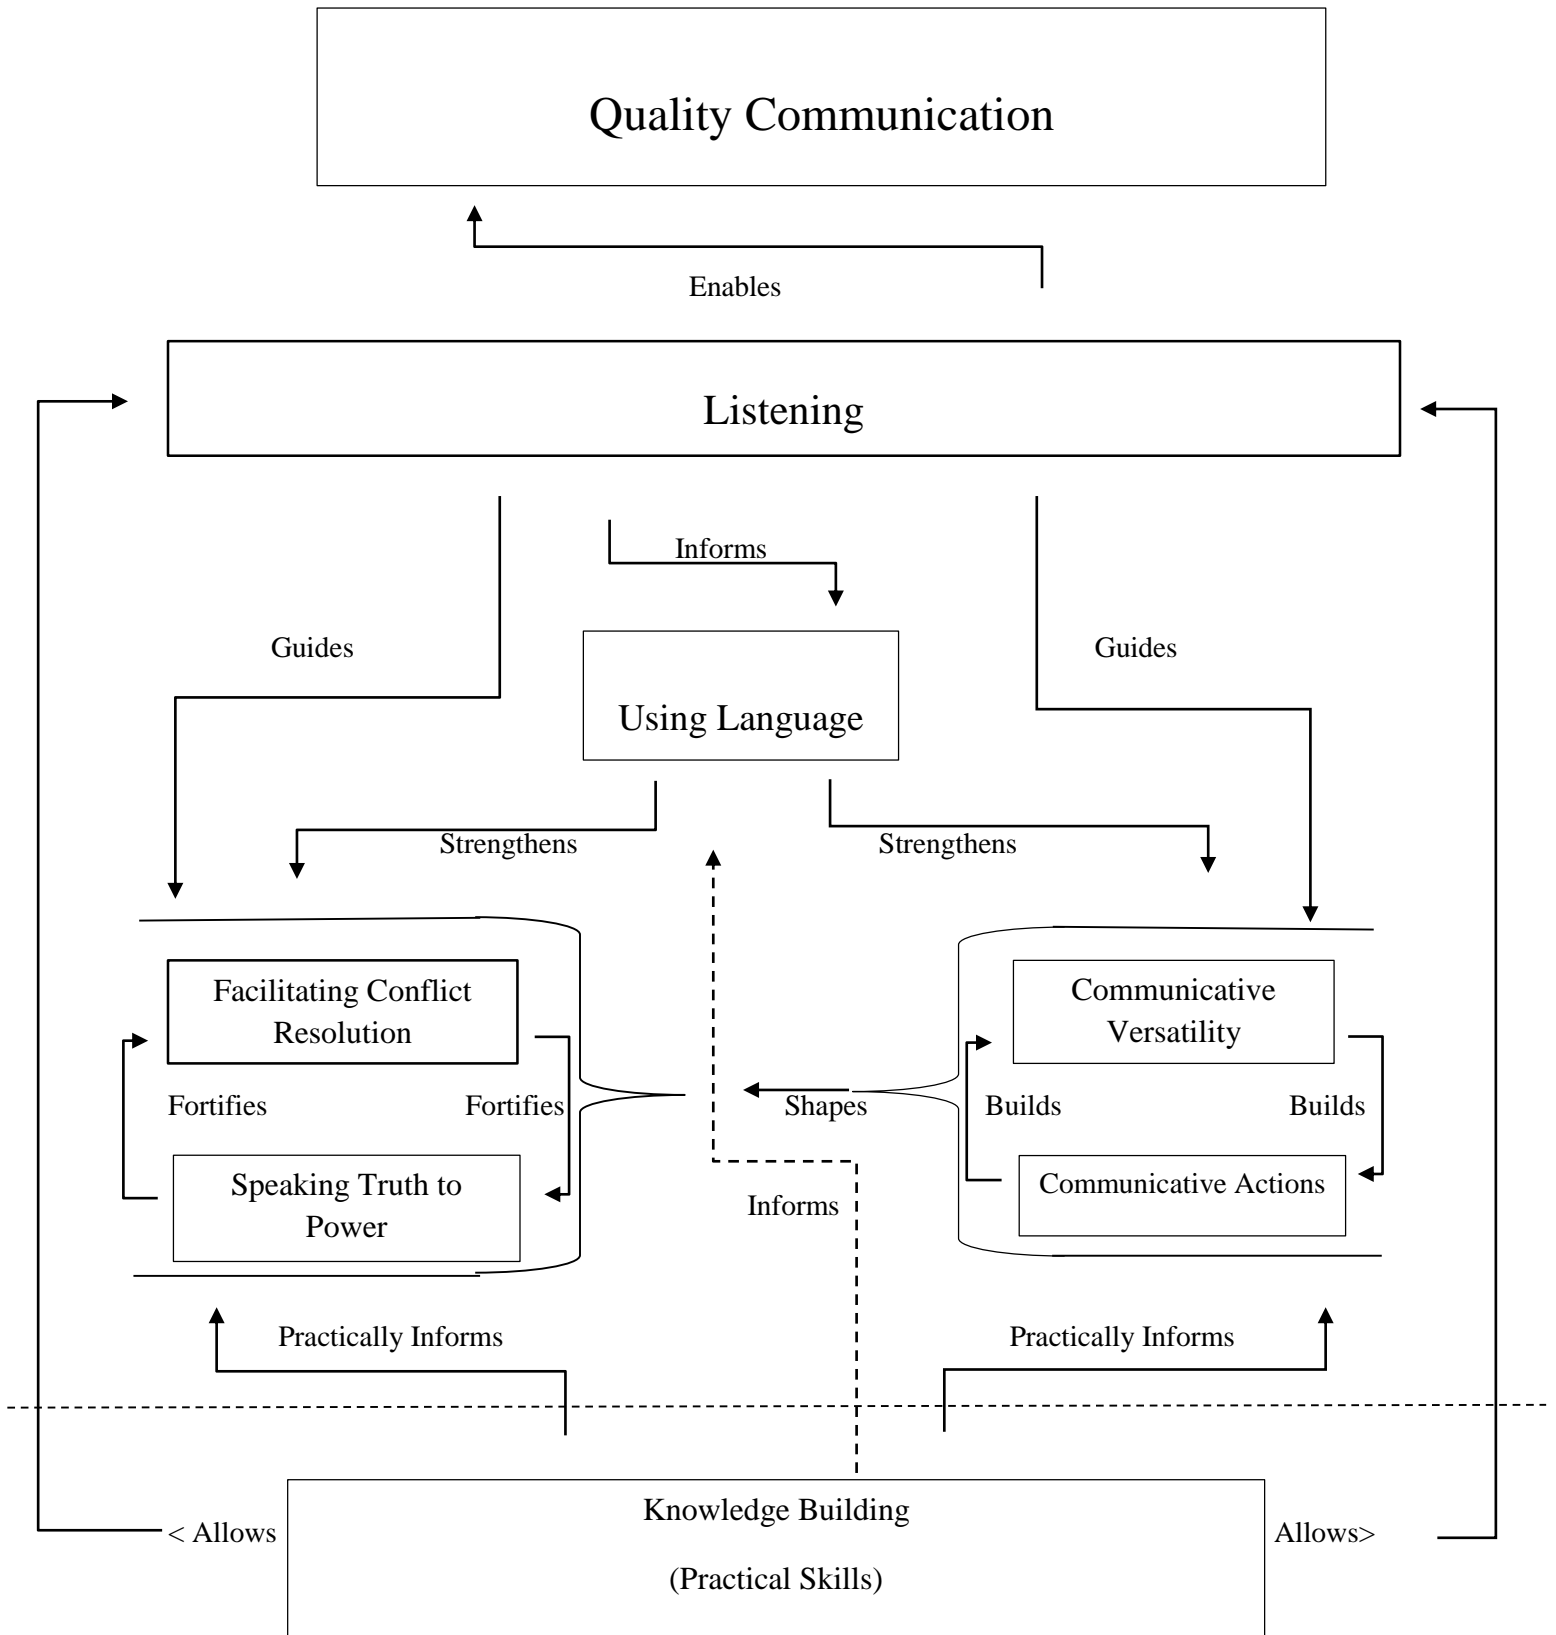 Quality Communication
Enables
Listening
Informs
Guides
Guides
Using Language
Strengthens
Strengthens
Facilitating Conflict
Resolution
Communicative
Versatility
Fortifies
Fortifies
Shapes
Builds
Builds
Speaking Truth to
Power
Communicative Actions
Informs
Practically Informs
Practically Informs
Knowledge Building
< Allows
Allows>
(Practical Skills)